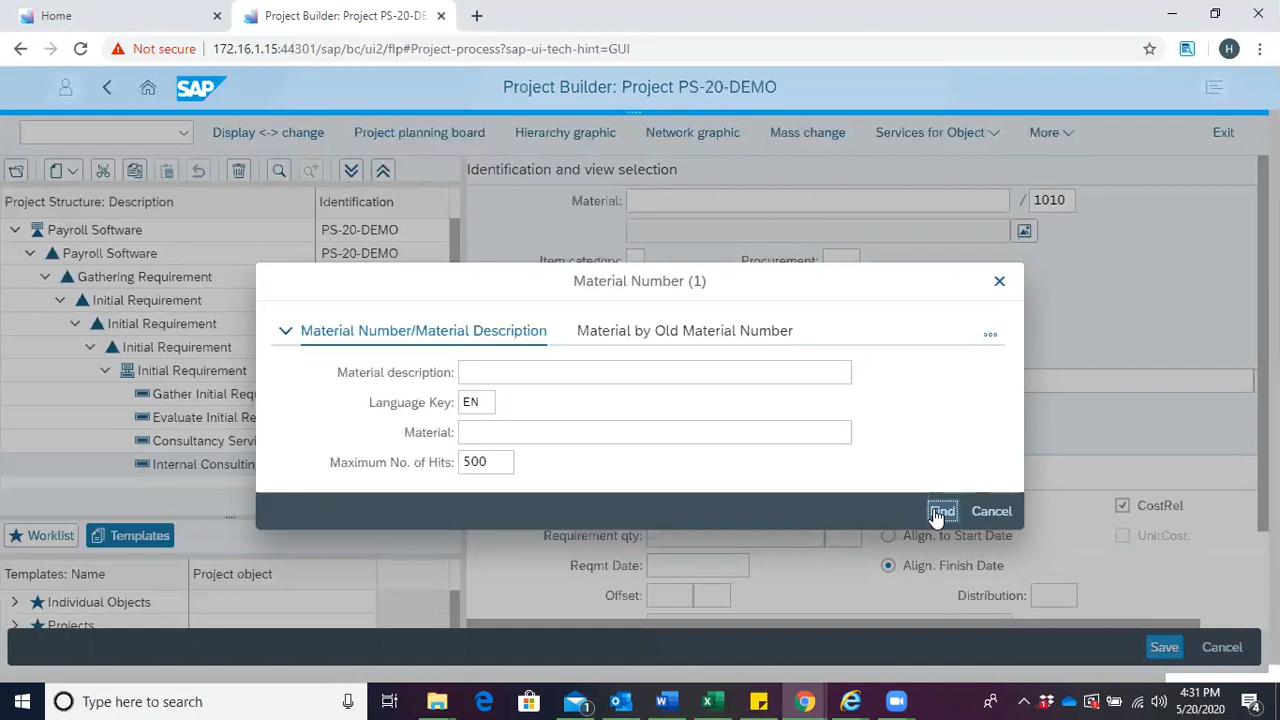 Home
Project Builder: Project PS-20-DE
Not secure 172.16.1.15:44301/sap/bc/ui2/flp#Project-process?sap-ui-tech-hint=GUI
H
SAP
Project Builder: Project PS-20-DEMO
Display <-> change Project planning board Hierarchy graphic Network graphic Mass change Services for Object More Exit
Identification and view selection
Project Structure: Description Identification
Material: / 1010
Payroll Software PS-20-DEMO
Payroll Software PS-20-DEMO
Item category: Procurement:
Gathering Requirement
Initial Requirement
Initial Requirement
Initial Requirement
Initial Requirement
Gather Initial Req
Evaluate Initial Re
Consultancy Servi
Internal Consultin
Material Number (1)
Material Number/Material Description Material by Old Material Number
Material description:
Language Key: EN
Material:
Maximum No. of Hits: 500
Cancel
CostRel
Worklist Templates
Requirement qty: Align. to Start Date UnitCost.
Reqmt Date: Align. Finish Date
Templates: Name Project object
Offset: Distribution:
Individual Objects
Projects
Save Cancel
Type here to search
1
4:31 PM
5/20/2020
4